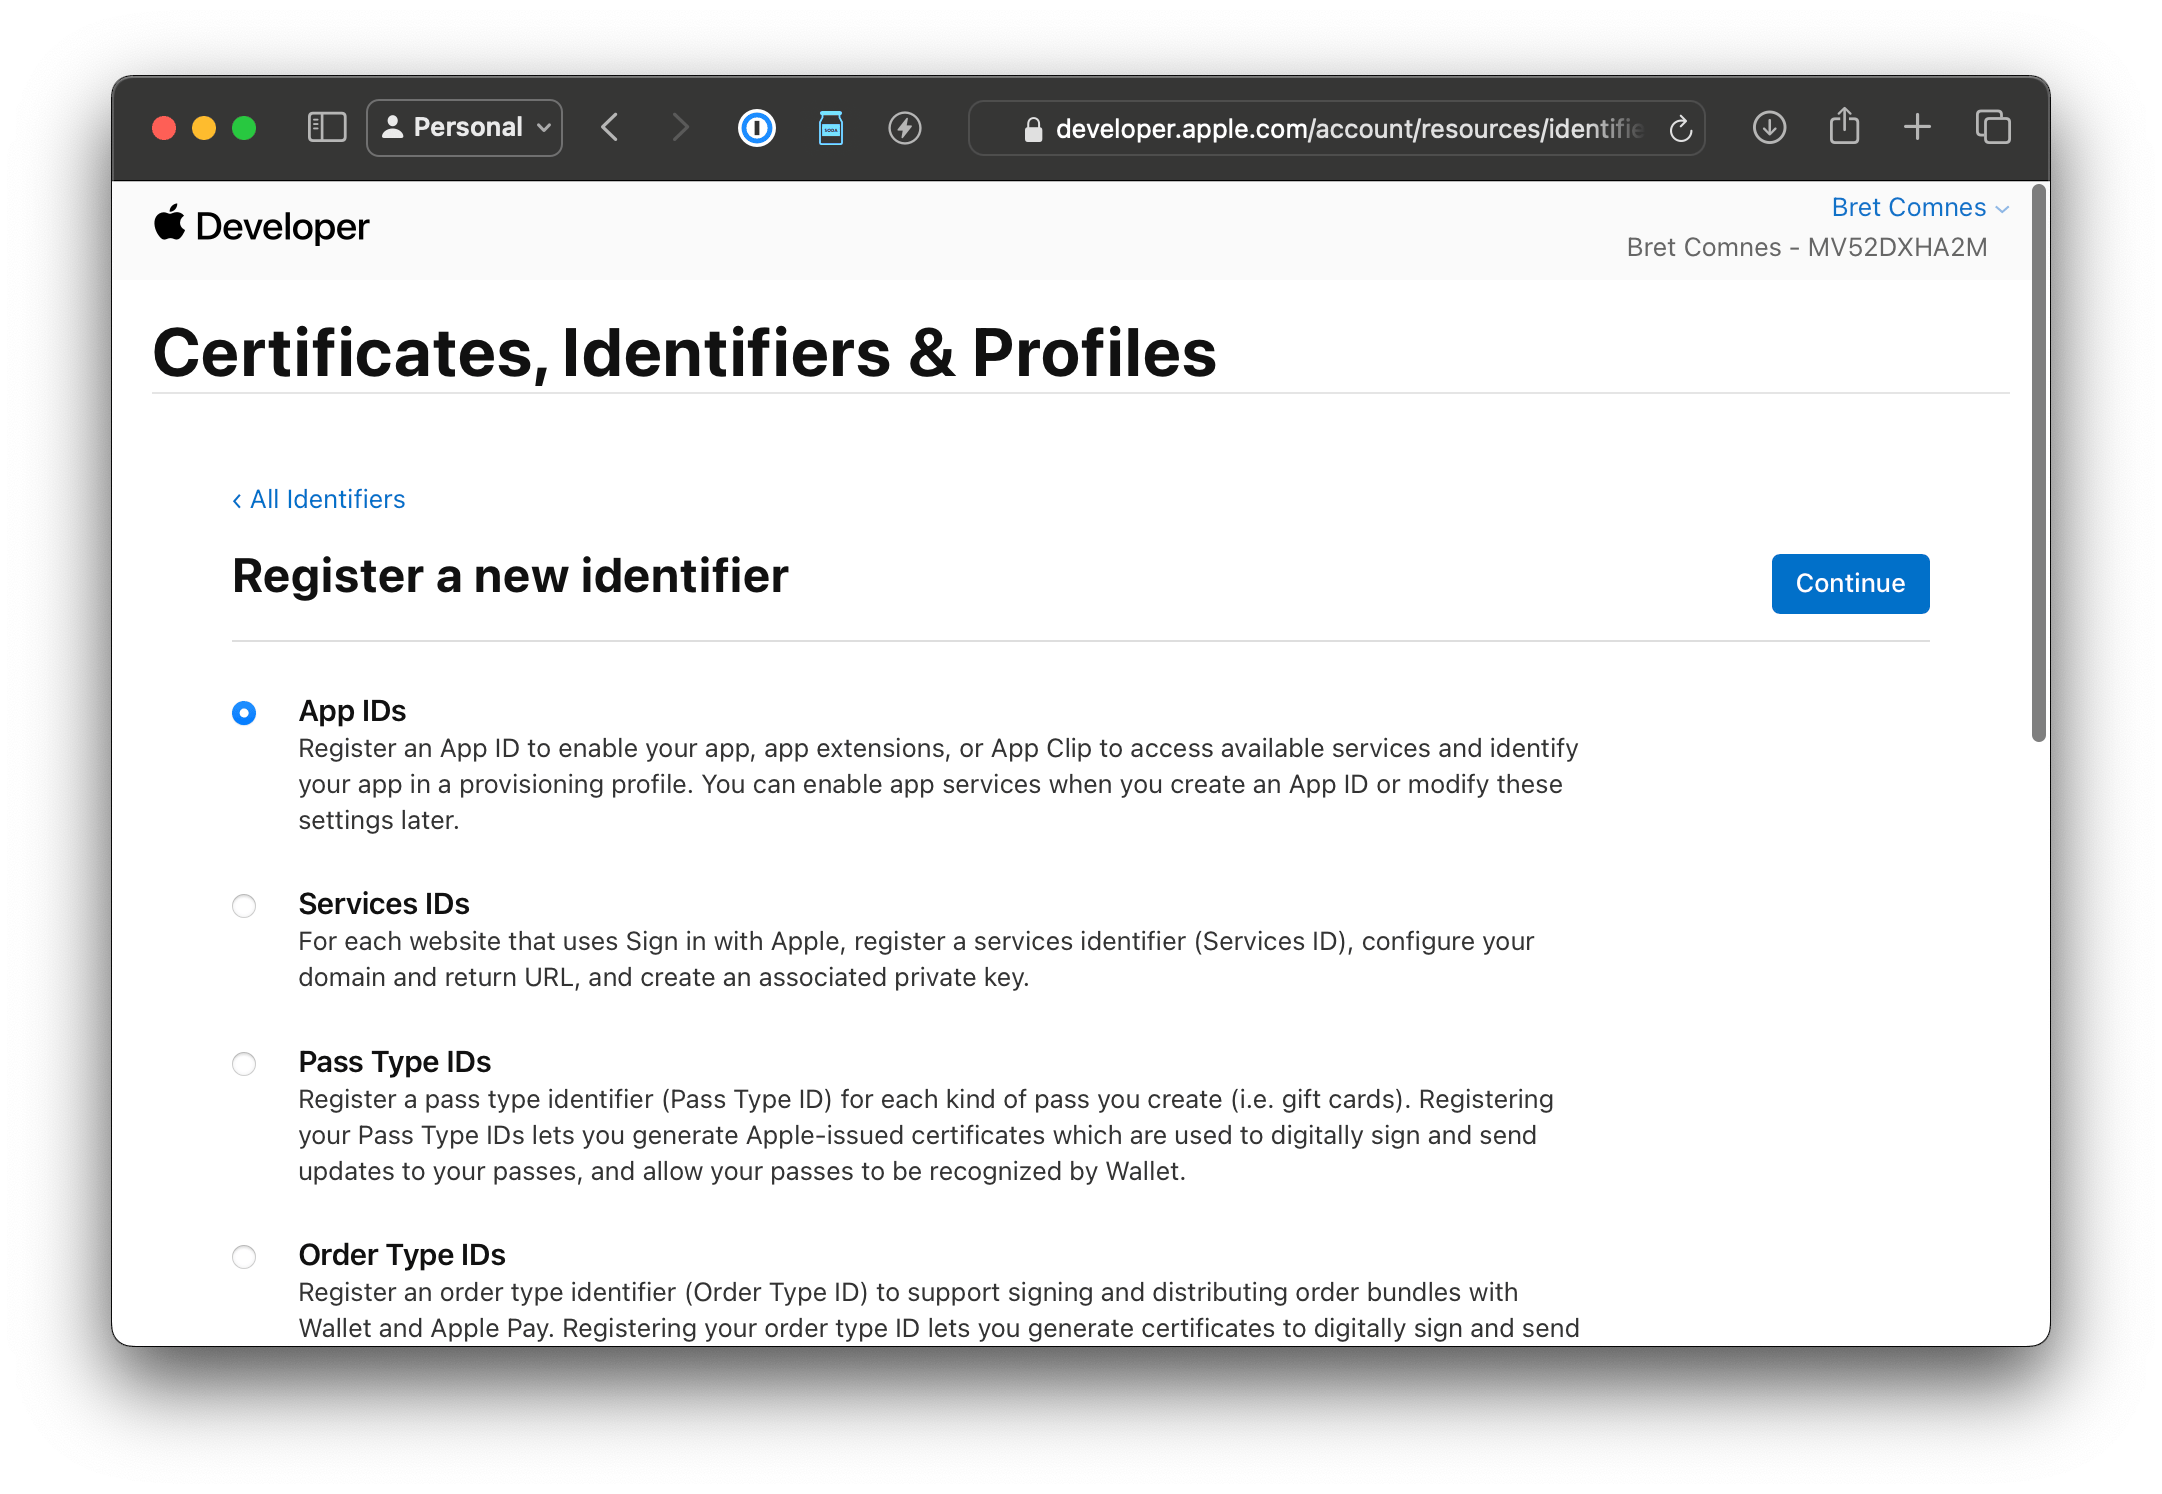 Personal
developer.apple.com/account/resources/identifie
Developer
Bret Comnes
Bret Comnes - MV52DXHA2M
Certificates, Identifiers & Profiles
‹ All Identifiers
Register a new identifier
Continue
App IDs
Register an App ID to enable your app, app extensions, or App Clip to access available services and identify
your app in a provisioning profile. You can enable app services when you create an App ID or modify these
settings later.
Services IDs
For each website that uses Sign in with Apple, register a services identifier (Services ID), configure your
domain and return URL, and create an associated private key.
Pass Type IDs
Register a pass type identifier (Pass Type ID) for each kind of pass you create (i.e. gift cards). Registering
your Pass Type IDs lets you generate Apple-issued certificates which are used to digitally sign and send
updates to your passes, and allow your passes to be recognized by Wallet.
Order Type IDs
Register an order type identifier (Order Type ID) to support signing and distributing order bundles with
Wallet and Apple Pay. Registering your order type ID lets you generate certificates to digitally sign and send